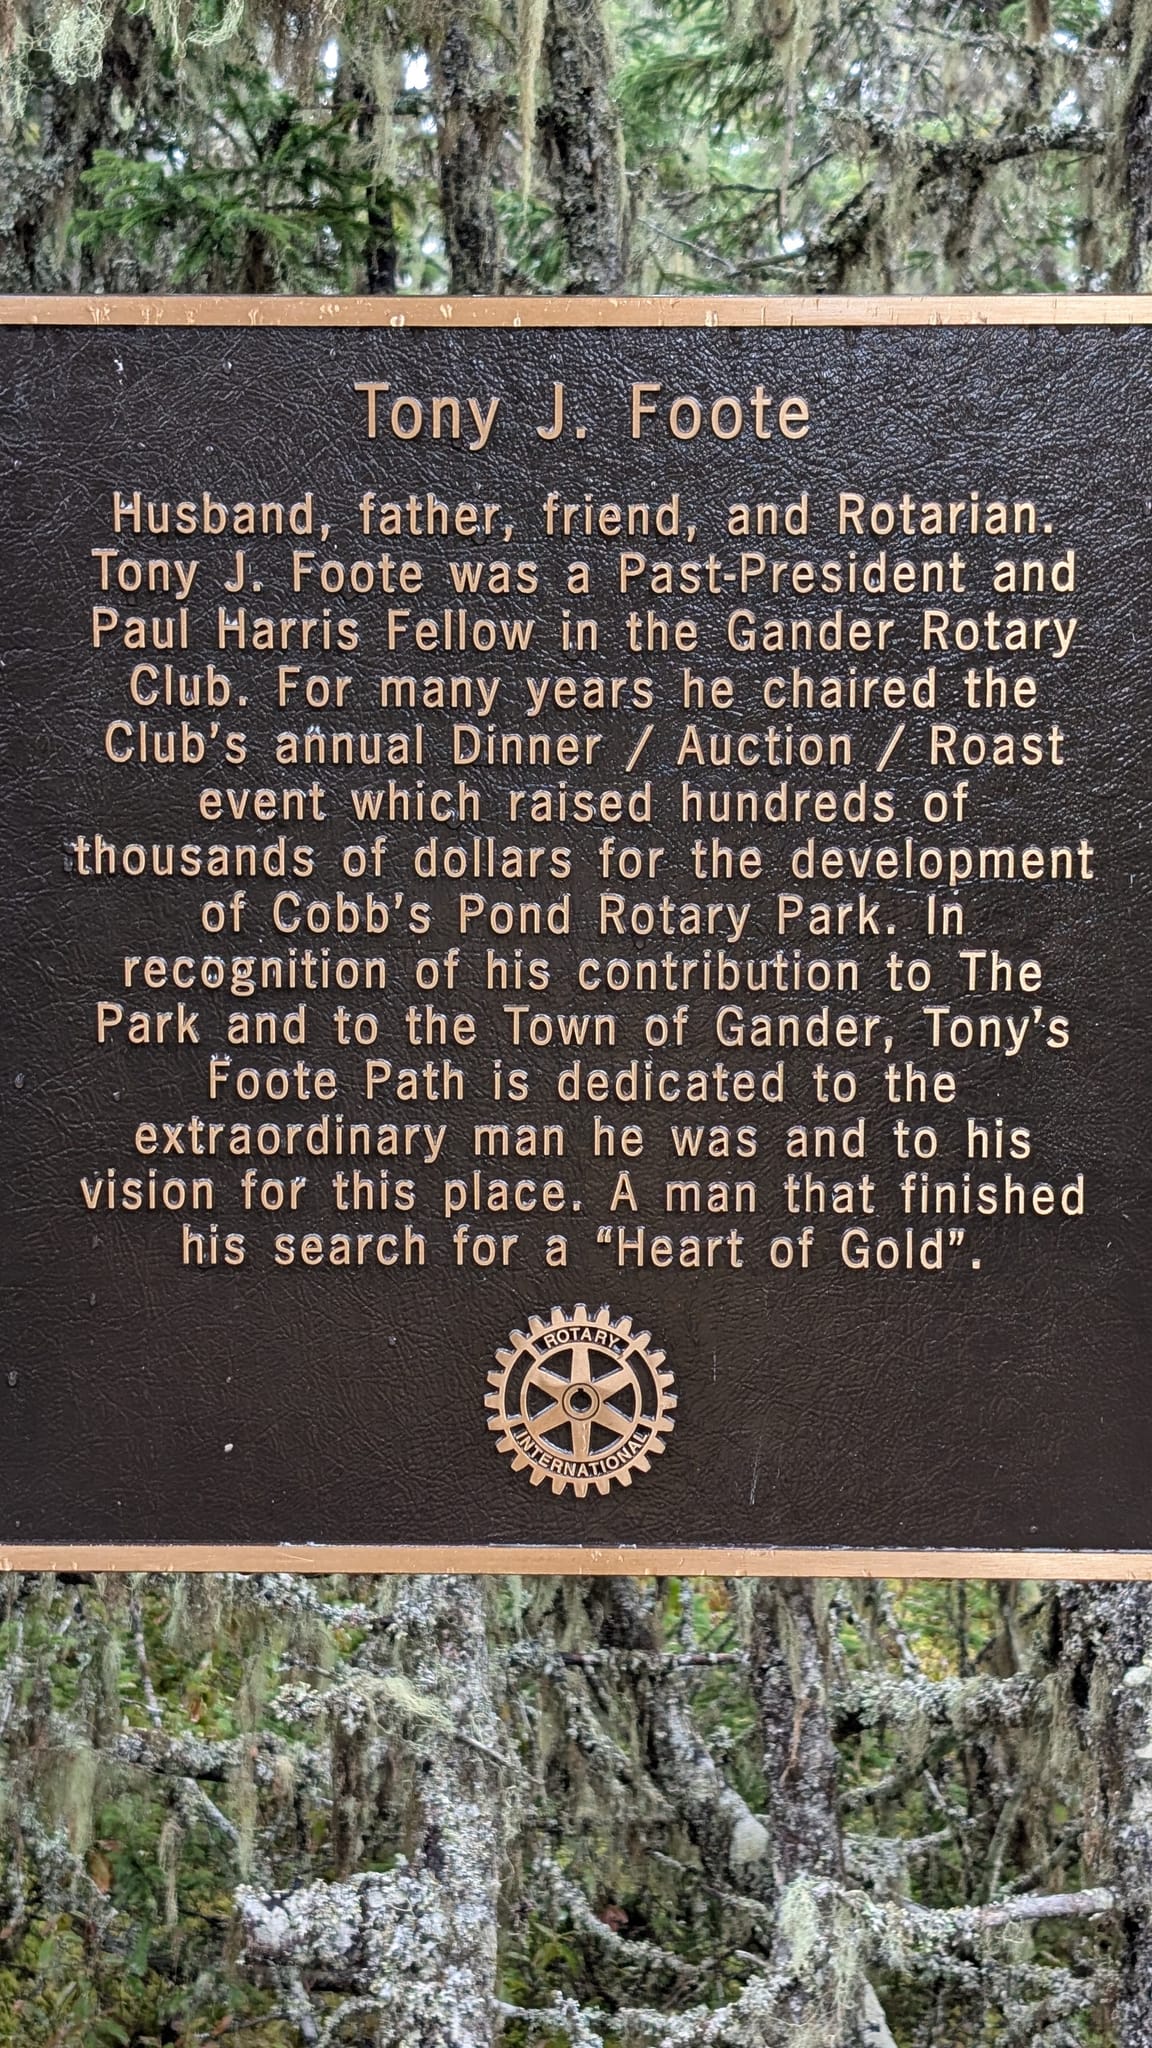 Tony J. Foote
Husband, father, friend, and Rotarian.
Tony J. Foote was a Past-President and
Paul Harris Fellow in the Gander Rotary
Club. For many years he chaired the
Club's annual Dinner / Auction / Roast
event which raised hundreds of
thousands of dollars for the development
of Cobb's Pond Rotary Park. In
recognition of his contribution to The
Park and to the Town of Gander, Tony's
Foote Path is dedicated to the
extraordinary man he was and to his
vision for this place. A man that finished
his search for a “Heart of Gold”.
ROTARY
INTERNATIONAL